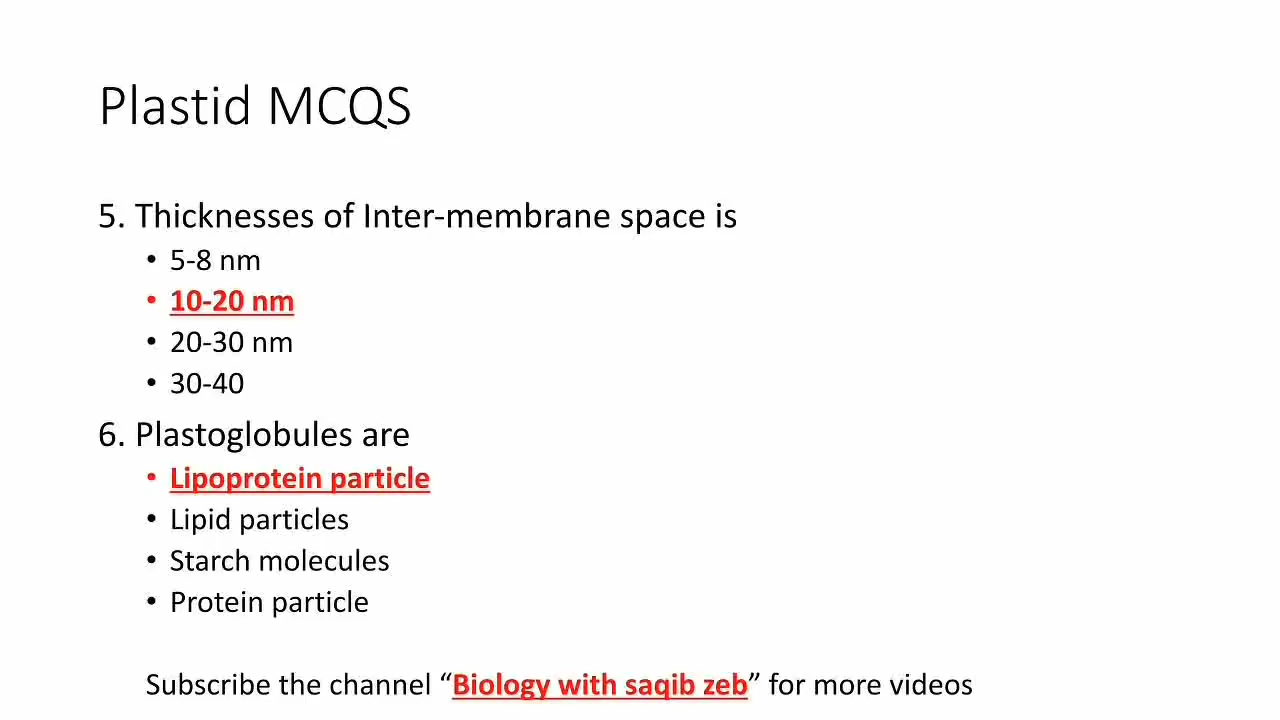 Plastid MCQS
5. Thicknesses of Inter-membrane space is
• 5-8 nm
• 10-20 nm
• 20-30 nm
• 30-40
6. Plastoglobules are
• Lipoprotein particle
• Lipid particles
• Starch molecules
• Protein particle
Subscribe the channel “Biology with saqib zeb” for more videos